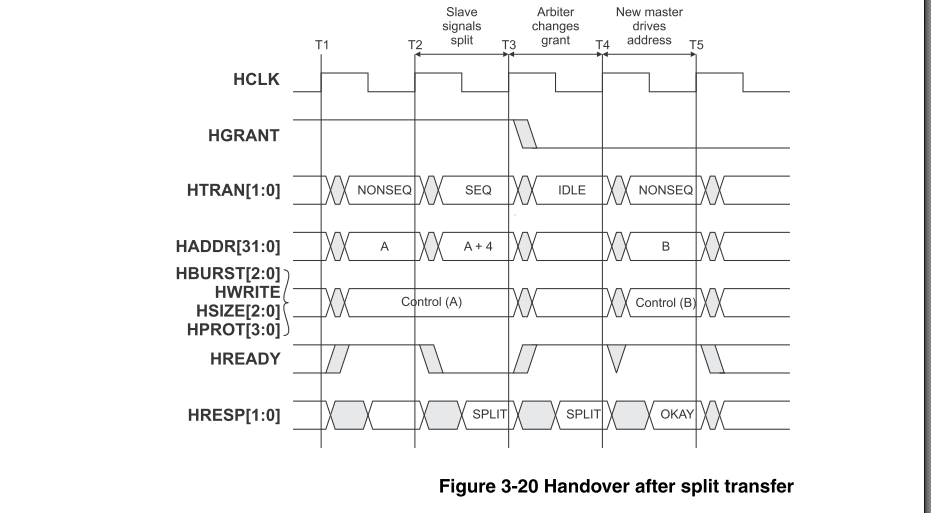 Slave signals split
Arbiter changes grant
New master drives address
T1 T2 T3 T4 T5
HCLK
HGRANT
HTRAN[1:0] NONSEQ SEQ IDLE NONSEQ
HADDR[31:0] A A + 4 B
HBURST[2:0]
HWRITE
HSIZE[2:0]
HPROT[3:0]
Control (A) Control (B)
HREADY
HRESP[1:0] SPLIT SPLIT OKAY
Figure 3-20 Handover after split transfer